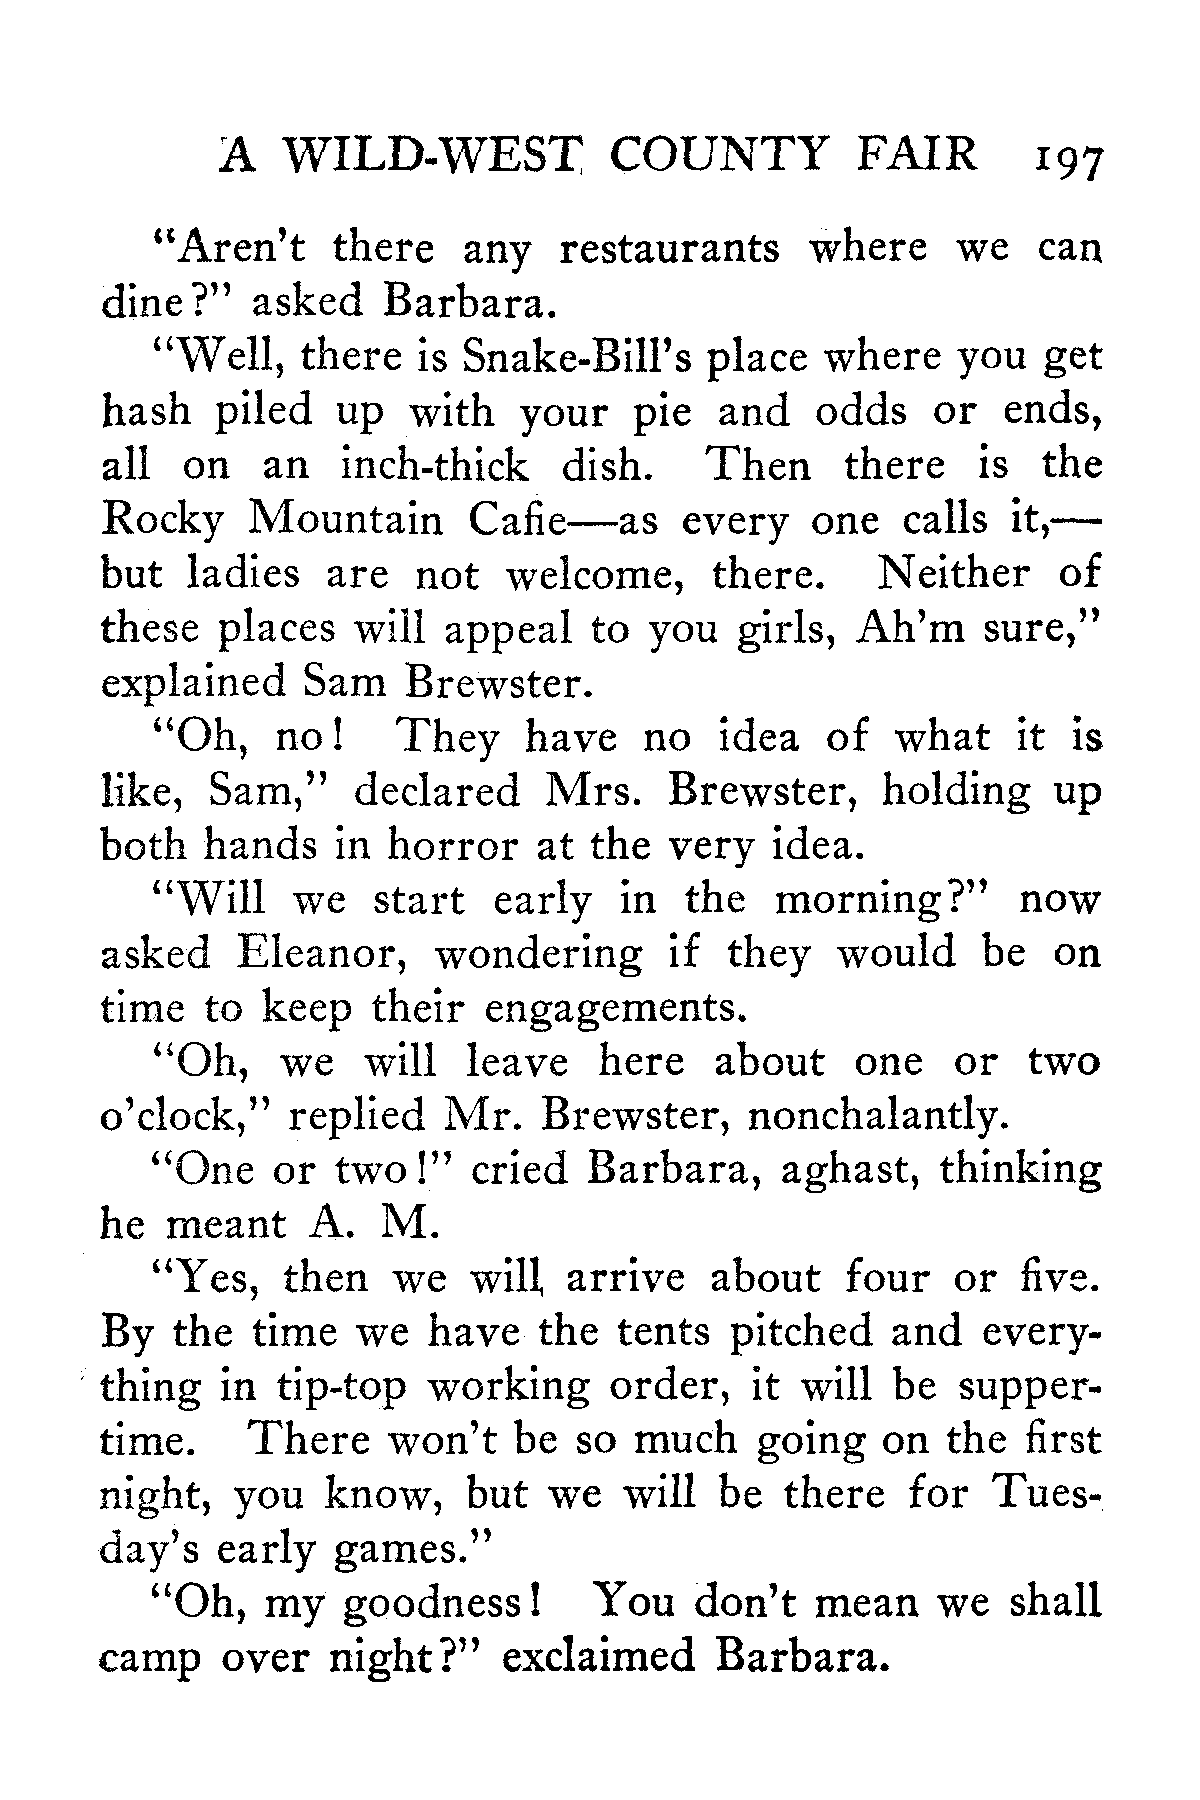 A WILD-WEST COUNTY FAIR 197
"Aren't there any restaurants where we can
dine?" asked Barbara.
"Well, there is Snake-Bill's place where you get
hash piled up with your pie and odds or ends,
all on an inch-thick dish. Then there is the
Rocky Mountain Cafie—as every one calls it,—
but ladies are not welcome, there. Neither of
these places will appeal to you girls, Ah'm sure,"
explained Sam Brewster.
"Oh, no! They have no idea of what it is
like, Sam," declared Mrs. Brewster, holding up
both hands in horror at the very idea.
"Will we start early in the morning?" now
asked Eleanor, wondering if they would be on
time to keep their engagements.
"Oh, we will leave here about one or two
o'clock," replied Mr. Brewster, nonchalantly.
"One or two!" cried Barbara, aghast, thinking
he meant A. M.
"Yes, then we will arrive about four or five.
By the time we have the tents pitched and every-
thing in tip-top working order, it will be supper-
time. There won't be so much going on the first
night, you know, but we will be there for Tues-
day's early games."
"Oh, my goodness! You don't mean we shall
camp over night?" exclaimed Barbara.